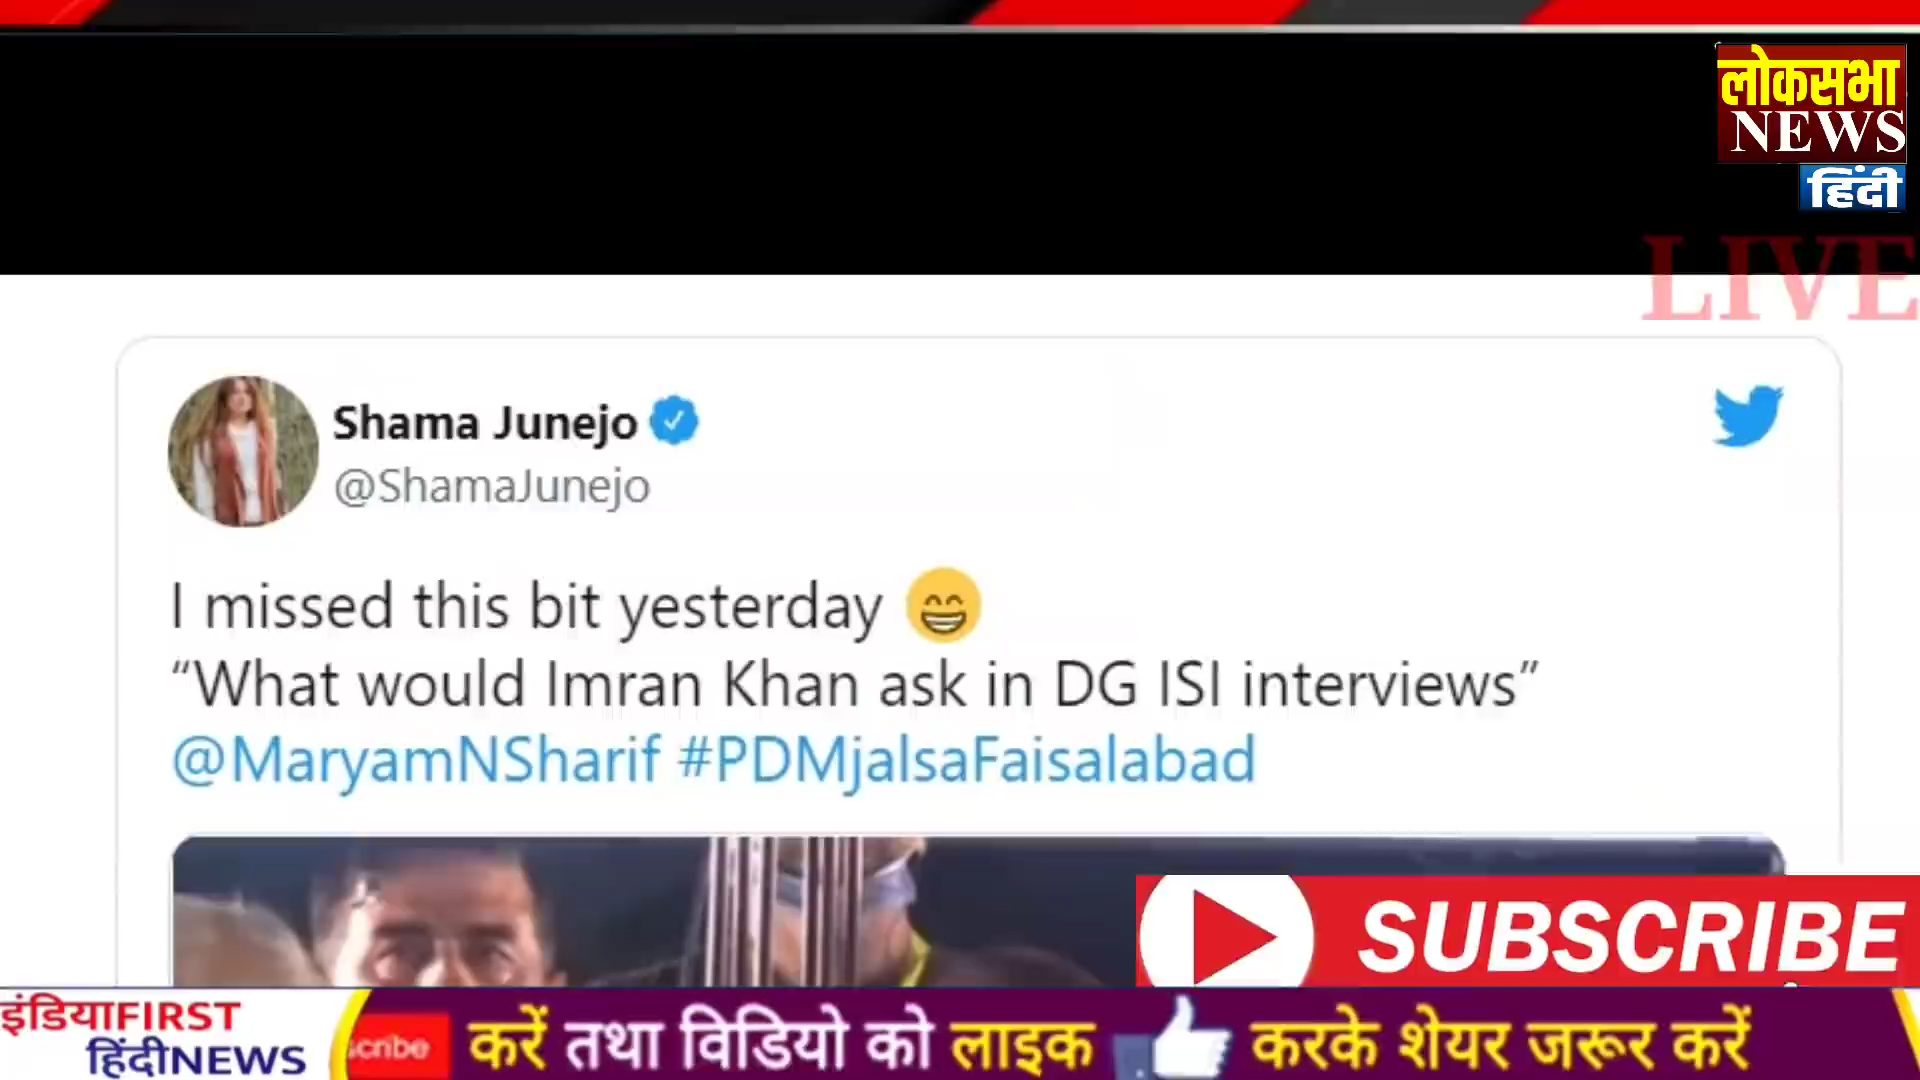 लोकसभा
NEWS
हिंदी
LIVE
Shama Junejo
@ShamaJunejo
I missed this bit yesterday 😁
“What would Imran Khan ask in DG ISI interviews”
@MaryamNSharif #PDMjalsaFaisalabad
SUBSCRIBE
इंडियाFIRST
हिंदीNEWS
scribe करें तथा विडियो को लाइक करके शेयर जरूर करें